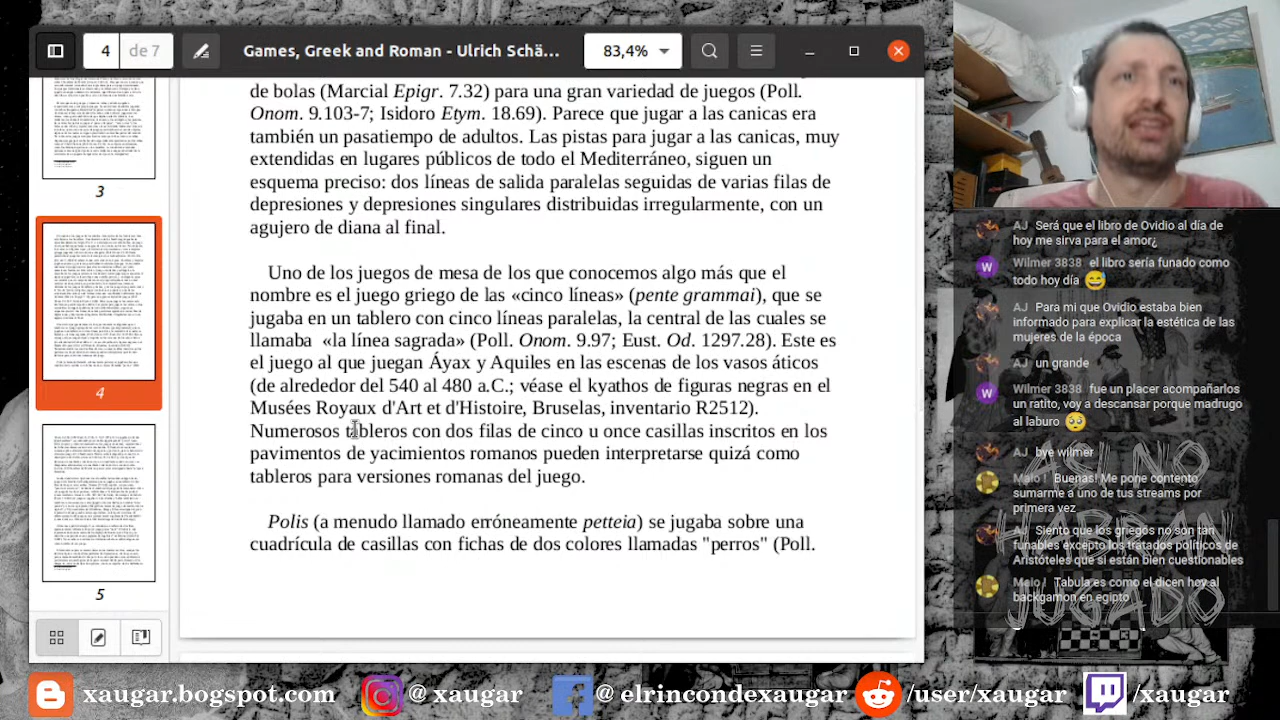 4 de 7
Games, Greek and Roman - Ulrich Schä...
83,4%
3
4
5
de bolas (Marcial Epigr. 7.32) para una gran variedad de juegos (Poll.
Onom. 9.103-7; Isidoro Etym. 18.69). Parece que jugar a las canicas era
también un pasatiempo de adultos. Las pistas para jugar a las canicas, muy
extendidas en lugares públicos de todo el Mediterráneo, siguen un
esquema preciso: dos líneas de salida paralelas seguidas de varias filas de
depresiones y depresiones singulares distribuidas irregularmente, con un
agujero de diana al final.
Uno de los juegos de mesa de los que conocemos algo más que el
nombre es el juego griego de las «cinco líneas» (pente grammai), que se
jugaba en un tablero con cinco líneas paralelas, la central de las cuales se
llamaba «la línea sagrada» (Poll. Onom. 9.97; Eust. Od. 1297.28). Este es
el juego al que juegan Áyax y Aquiles en las escenas de los vasos áticos
(de alrededor del 540 al 480 a.C.; véase el kyathos de figuras negras en el
Musées Royaux d'Art et d'Histoire, Bruselas, inventario R2512).
Numerosos tableros con dos filas de cinco u once casillas inscritos en los
pavimentos de yacimientos romanos pueden interpretarse quizá como
tableros para versiones romanas del juego.
Polis (a menudo llamado erróneamente petteia) se jugaba sobre una
cuadrícula de casillas con fichas de dos colores llamadas "perros" (Poll.
AJ Será que el libro de Ovidio al día de
hoy me sirva para el amor¿
Wilmer 3838 el libro seria funado como
todo hoy día
AJ Para mi que Ovidio estaba bien
informado para explicar la estética de las
mujeres de la época
AJ un grande
Wilmer 3838 fue un placer acompañarlos
un ratito, voy a descansar porque madrugo
al laburo
AJ bye wilmer
Maio ! Buenas! Me pone contento
sumarme a uno de tus streams por
primera vez
AJ Siento que los griegos no son tan
funables excepto los tratados políticos de
Aristóteles que si están bien cuestionables
Maio ! Tabula es como el dicen hoy al
backgamon en egipto
ASI NO
HABRA
JUGADO
xaugar.bogspot.com
@ xaugar
@ elrincondexaugar
/user/xaugar
/xaugar